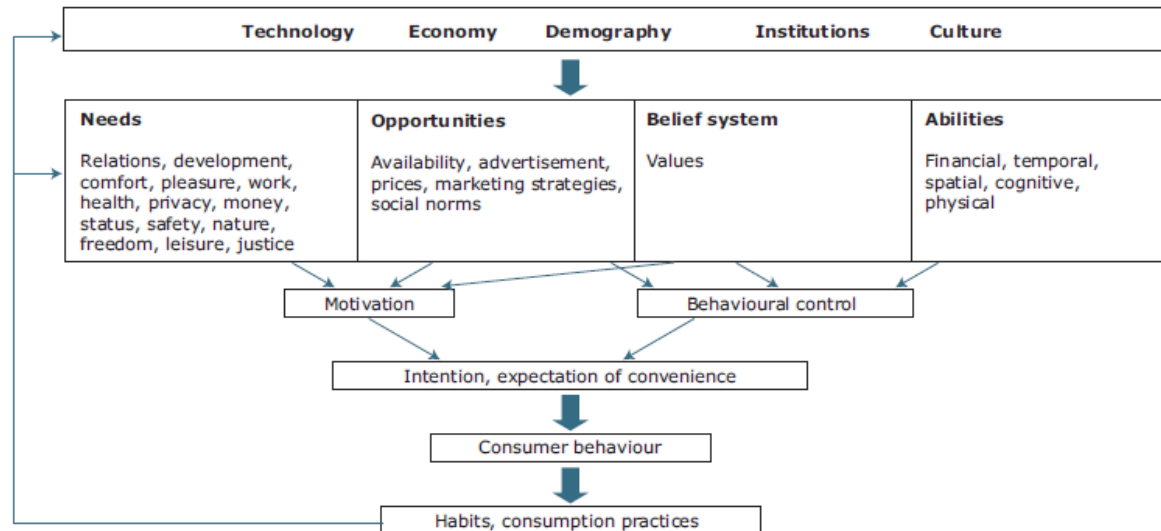 Technology Economy Demography Institutions Culture
Needs
Relations, development,
comfort, pleasure, work,
health, privacy, money,
status, safety, nature,
freedom, leisure, justice
Opportunities
Availability, advertisement,
prices, marketing strategies,
social norms
Belief system
Values
Abilities
Financial, temporal,
spatial, cognitive,
physical
Motivation
Behavioural control
Intention, expectation of convenience
Consumer behaviour
Habits, consumption practices